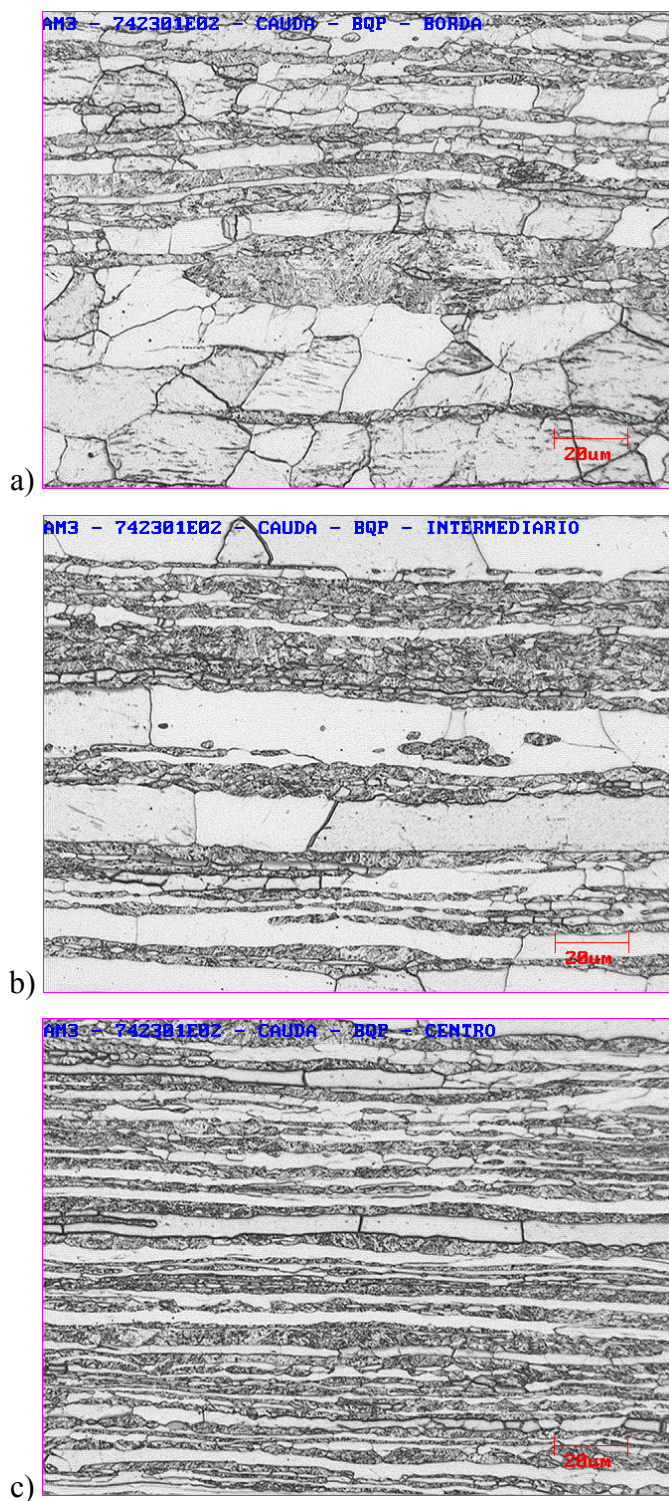 AM3 - 742301E02 - CAUDA - BQP - BORDA
20um
a)
AM3 - 742301E02 - CAUDA - BQP - INTERMEDIARIO
20um
b)
AM3 - 742301E02 - CAUDA - BQP - CENTRO
20um
c)